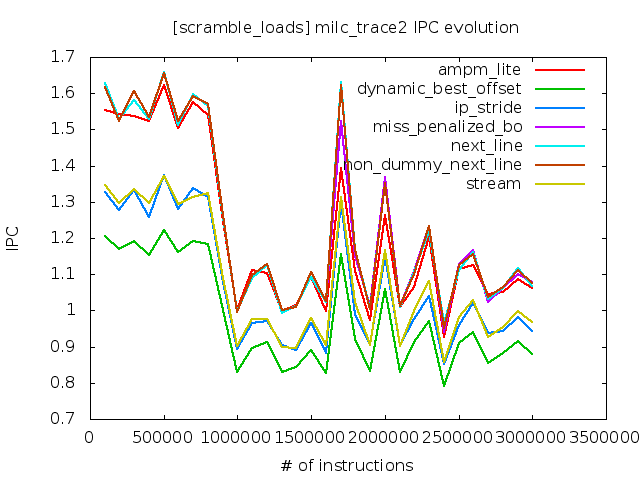 [scramble_loads] milc_trace2 IPC evolution
1.7
1.6
1.5
1.4
1.3
1.2
1.1
1
0.9
0.8
0.7
IPC
ampm_lite
dynamic_best_offset
ip_stride
miss_penalized_bo
next_line
non_dummy_next_line
stream
0 500000 1000000 1500000 2000000 2500000 3000000 3500000
# of instructions